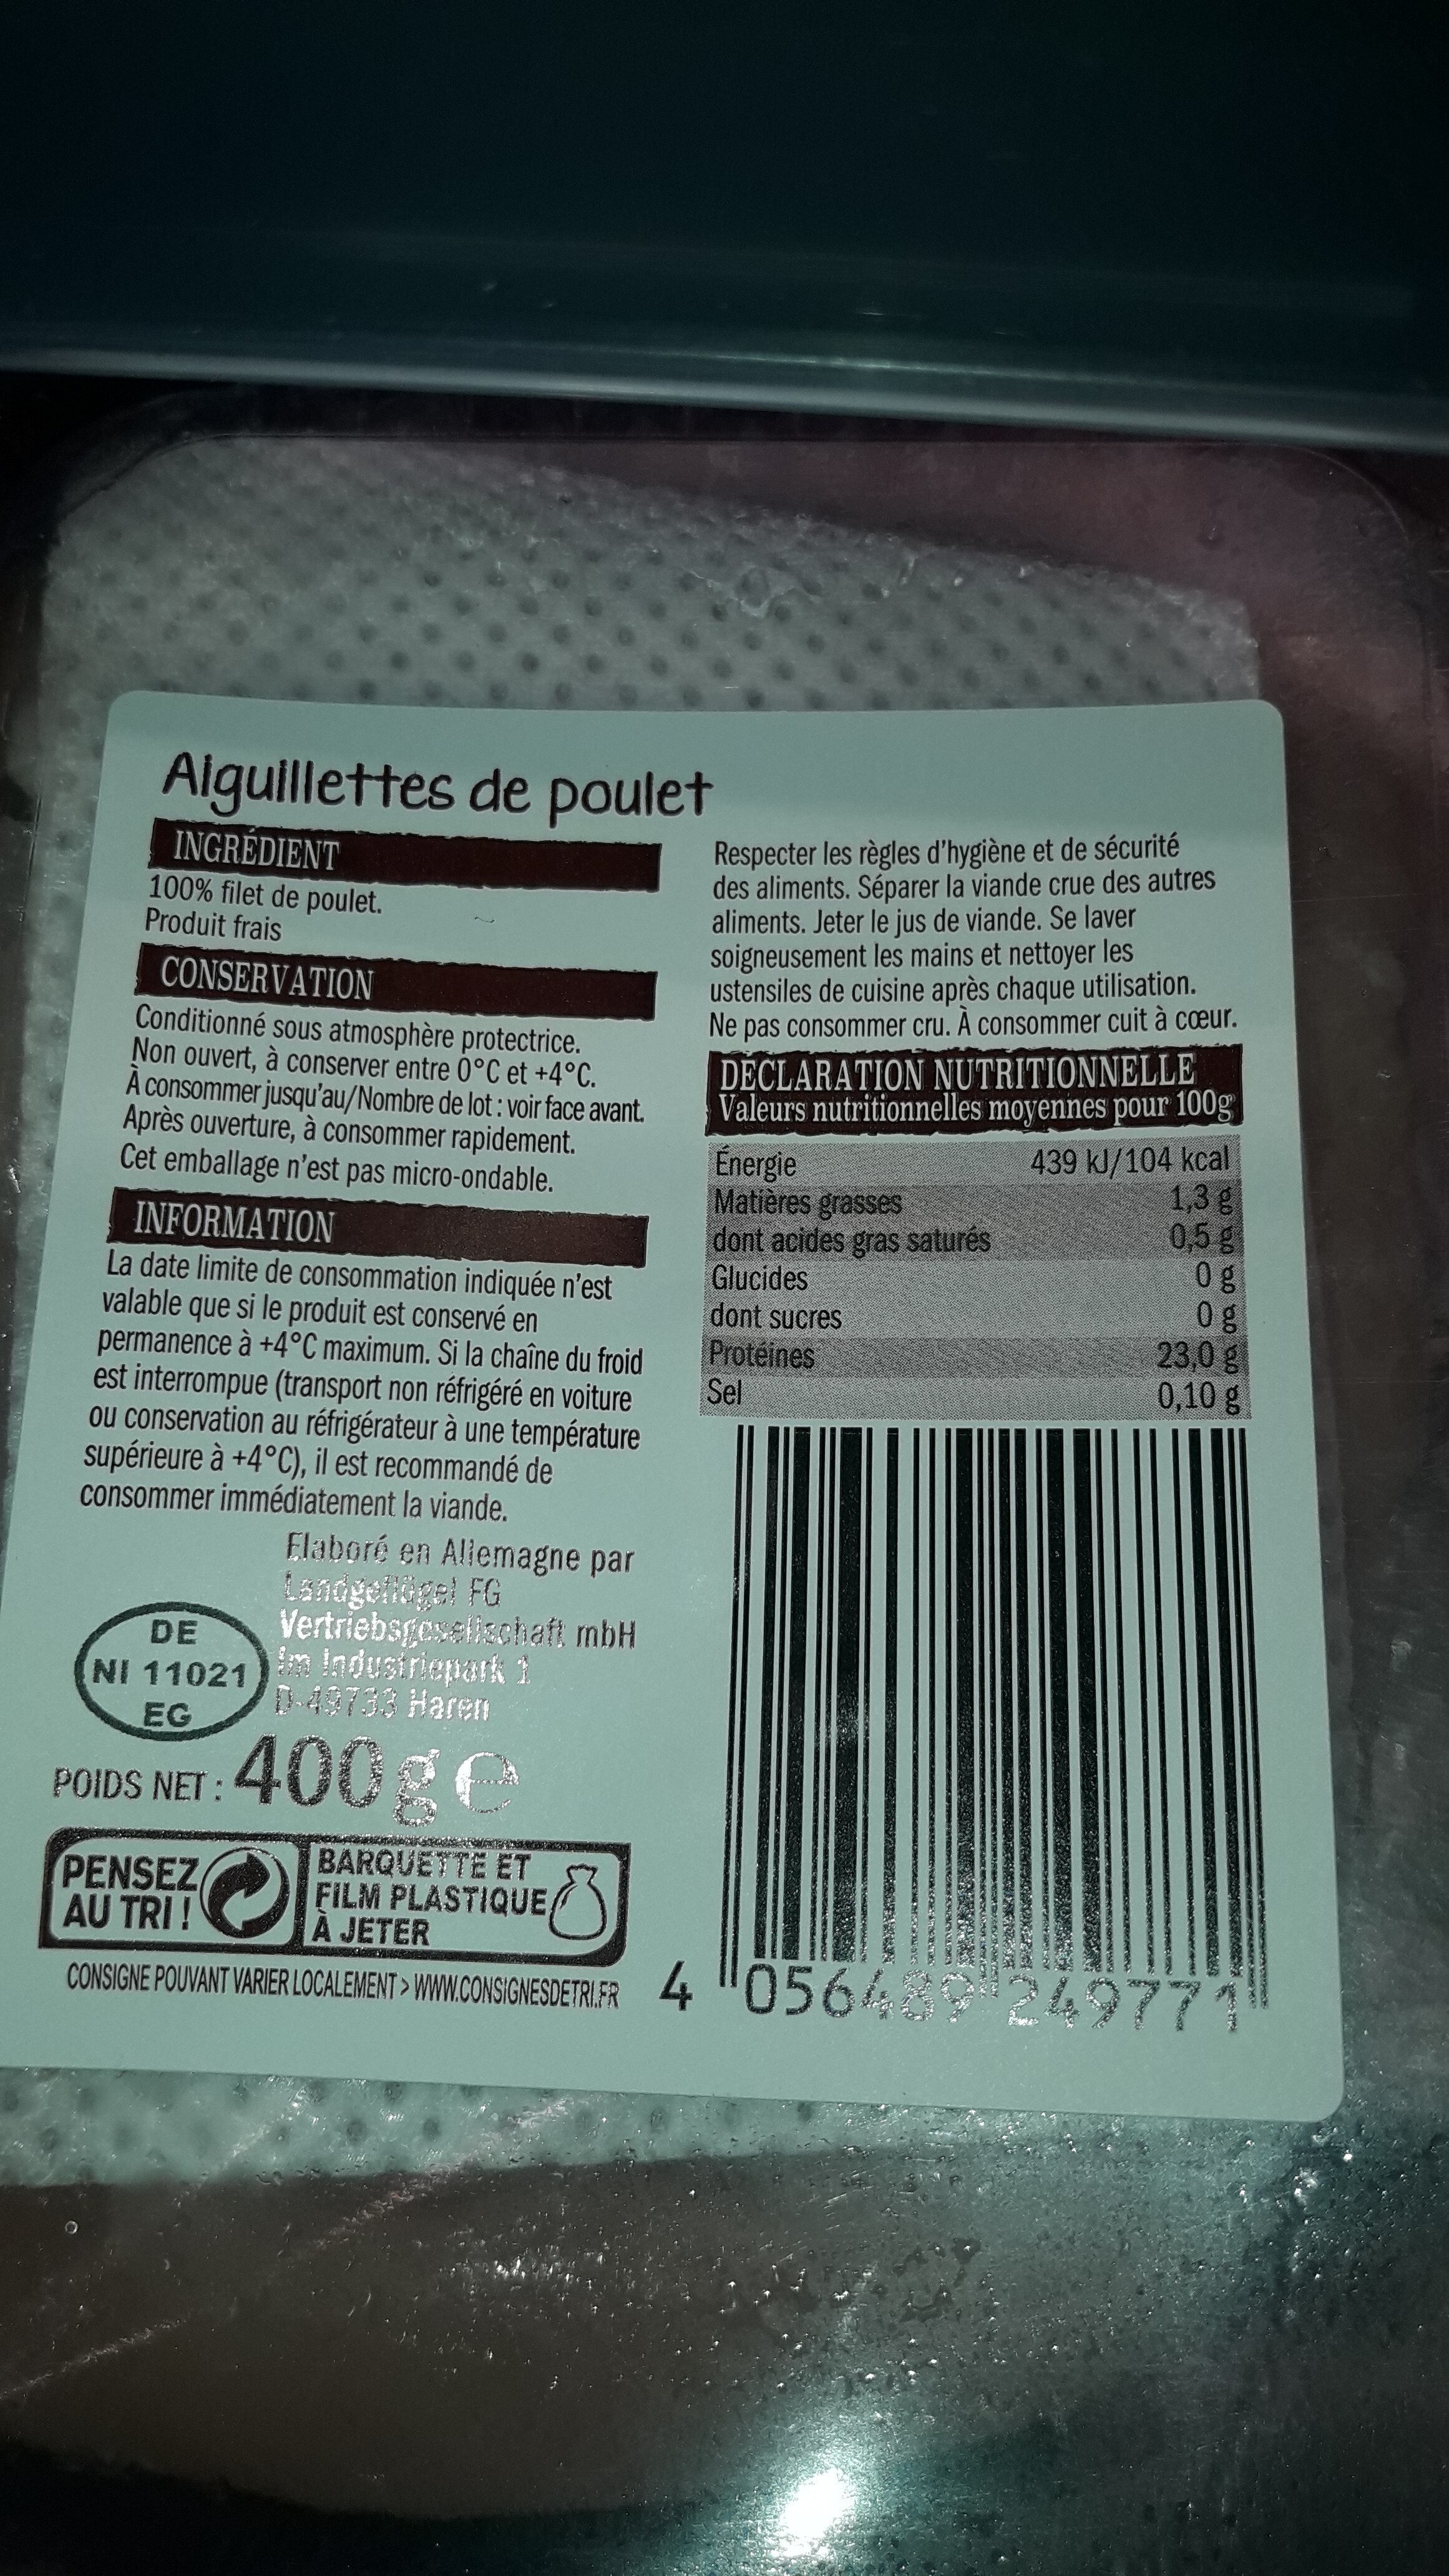 Aiguillettes de poulet
INGRÉDIENT
100% filet de poulet.
Produit frais
CONSERVATION
Conditionné sous atmosphère protectrice.
Non ouvert, à conserver entre 0°C et +4°C.
À consommer jusqu'au/Nombre de lot : voir face avant.
Après ouverture, à consommer rapidement.
Cet emballage n'est pas micro-ondable.
INFORMATION
La date limite de consommation indiquée n'est
valable que si le produit est conservé en
permanence à +4°C maximum. Si la chaîne du froid
est interrompue (transport non réfrigéré en voiture
ou conservation au réfrigérateur à une température
supérieure à +4°C), il est recommandé de
consommer immédiatement la viande.
Elaboré en Allemagne par
Landgeflügel FG
Vertriebsgesellschaft mbH
Im Industriepark 1
D-49733 Haren
DE
NI 11021
EG
POIDS NET : 400g e
PENSEZ
AU TRI !
BARQUETTE ET
FILM PLASTIQUE
À JETER
CONSIGNE POUVANT VARIER LOCALEMENT > WWW.CONSIGNESDETRI.FR
Respecter les règles d'hygiène et de sécurité
des aliments. Séparer la viande crue des autres
aliments. Jeter le jus de viande. Se laver
soigneusement les mains et nettoyer les
ustensiles de cuisine après chaque utilisation.
Ne pas consommer cru. À consommer cuit à cœur.
DÉCLARATION NUTRITIONNELLE
Valeurs nutritionnelles moyennes pour 100g
Énergie 439 kJ/104 kcal
Matières grasses 1,3 g
dont acides gras saturés 0,5 g
Glucides 0 g
dont sucres 0 g
Protéines 23,0 g
Sel 0,10 g
4 056489 249771